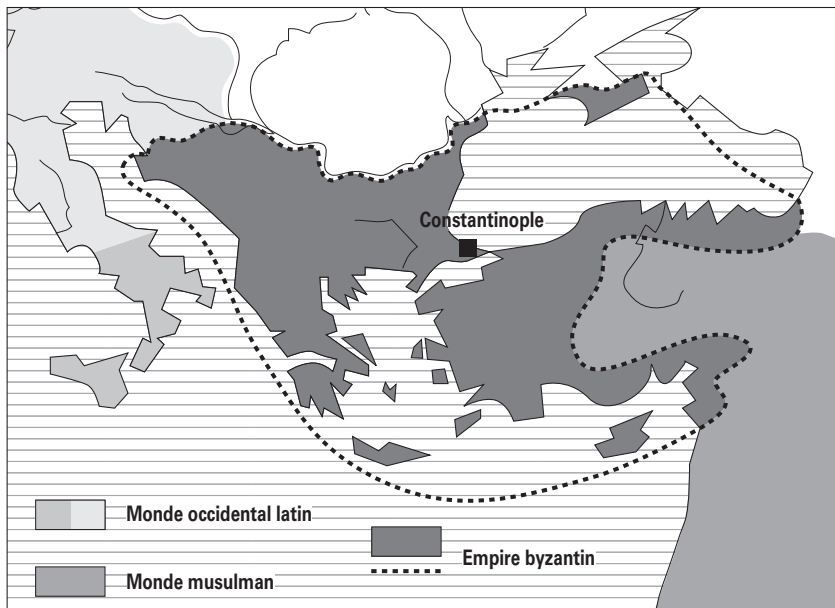 Constantinople
Monde occidental latin
Empire byzantin
Monde musulman